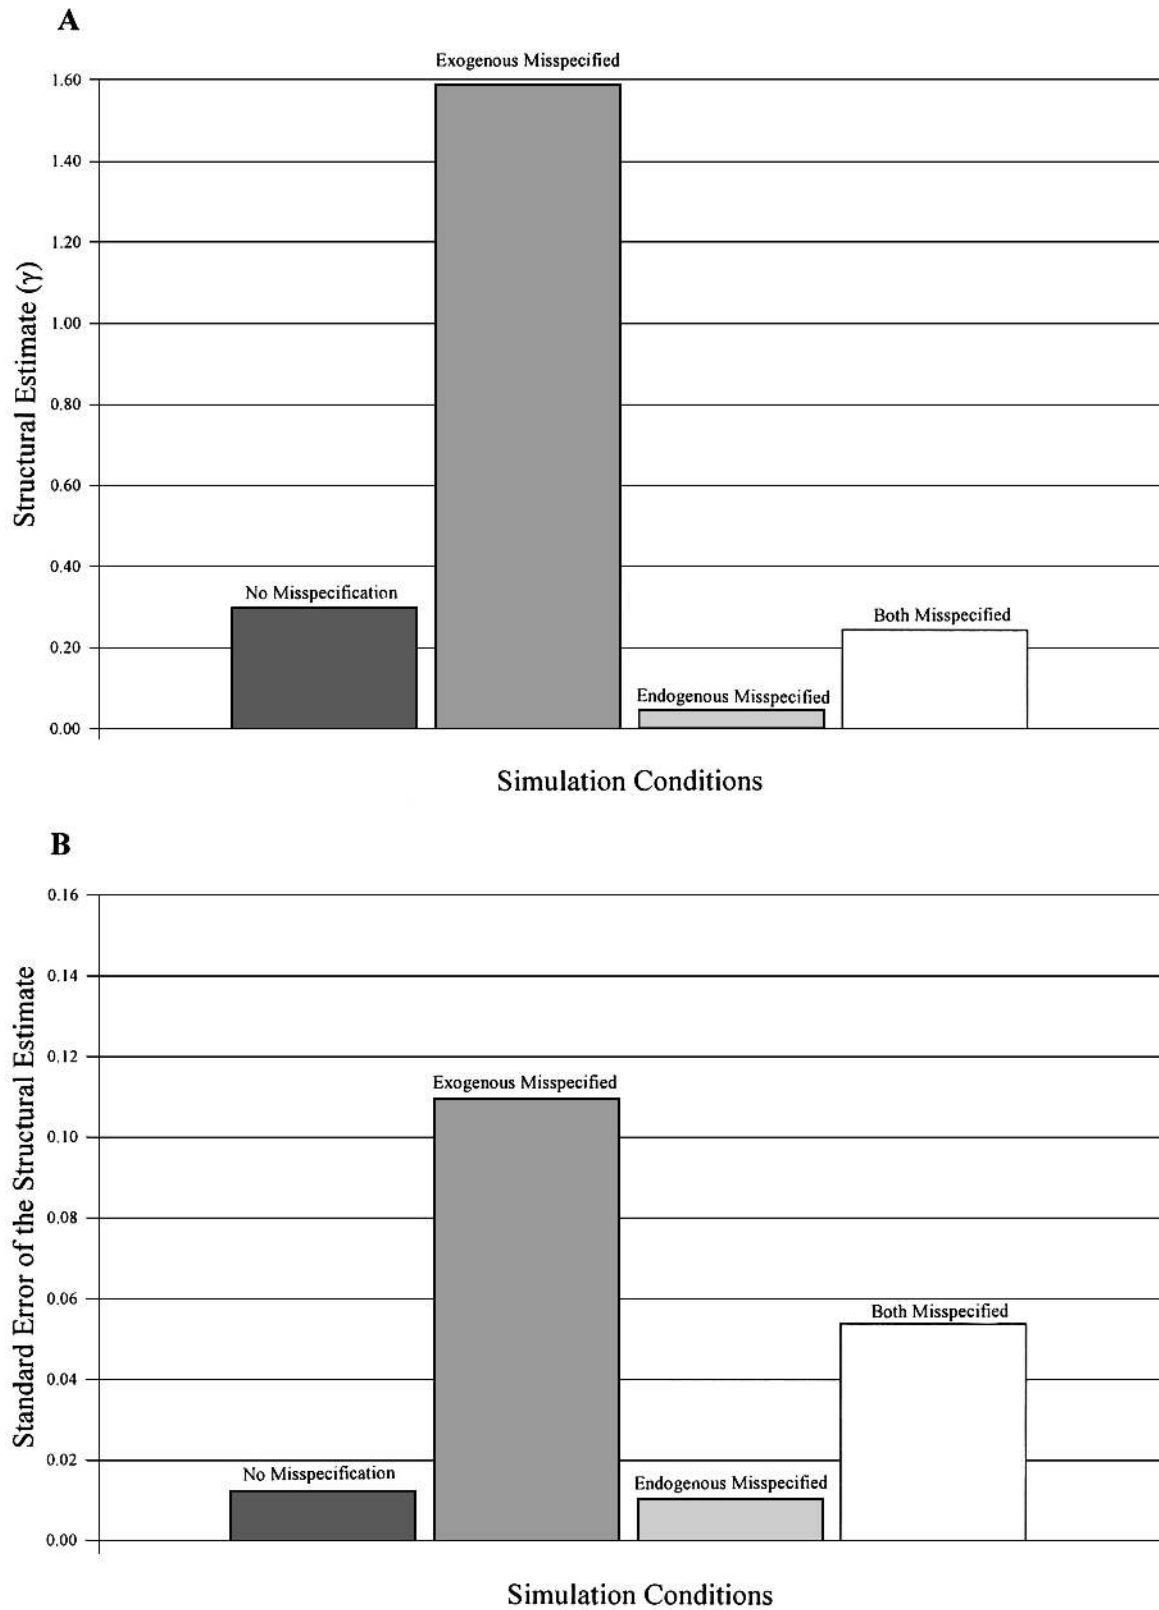 A
Exogenous Misspecified
1.60
1.40
1.20
1.00
0.80
0.60
0.40
0.20
0.00
Structural Estimate (γ)
No Misspecification
Both Misspecified
Endogenous Misspecified
Simulation Conditions
B
0.16
0.14
0.12
0.10
0.08
0.06
0.04
0.02
0.00
Standard Error of the Structural Estimate
Exogenous Misspecified
Both Misspecified
No Misspecification
Endogenous Misspecified
Simulation Conditions